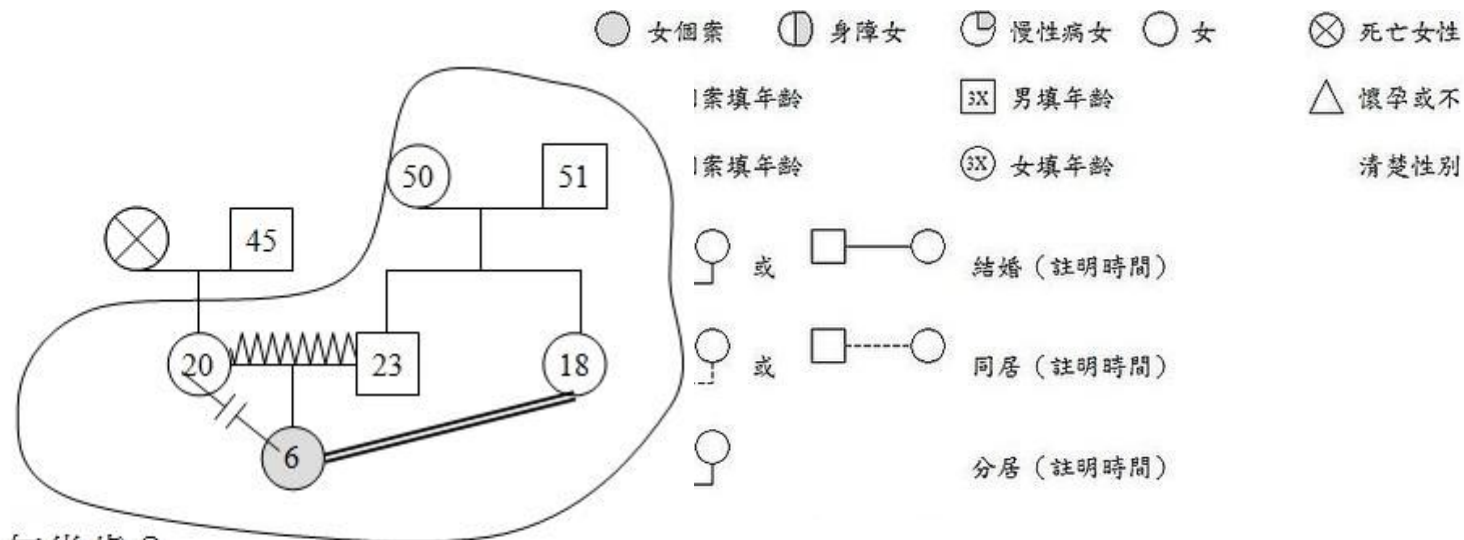 女個案 身障女 慢性病女 女 死亡女性
案填年齡 3X 男填年齡 懷孕或不
案填年齡 3X 女填年齡 清楚性別
50 51
45
或 結婚（註明時間）
20 23 18
或 同居（註明時間）
6
分居（註明時間）